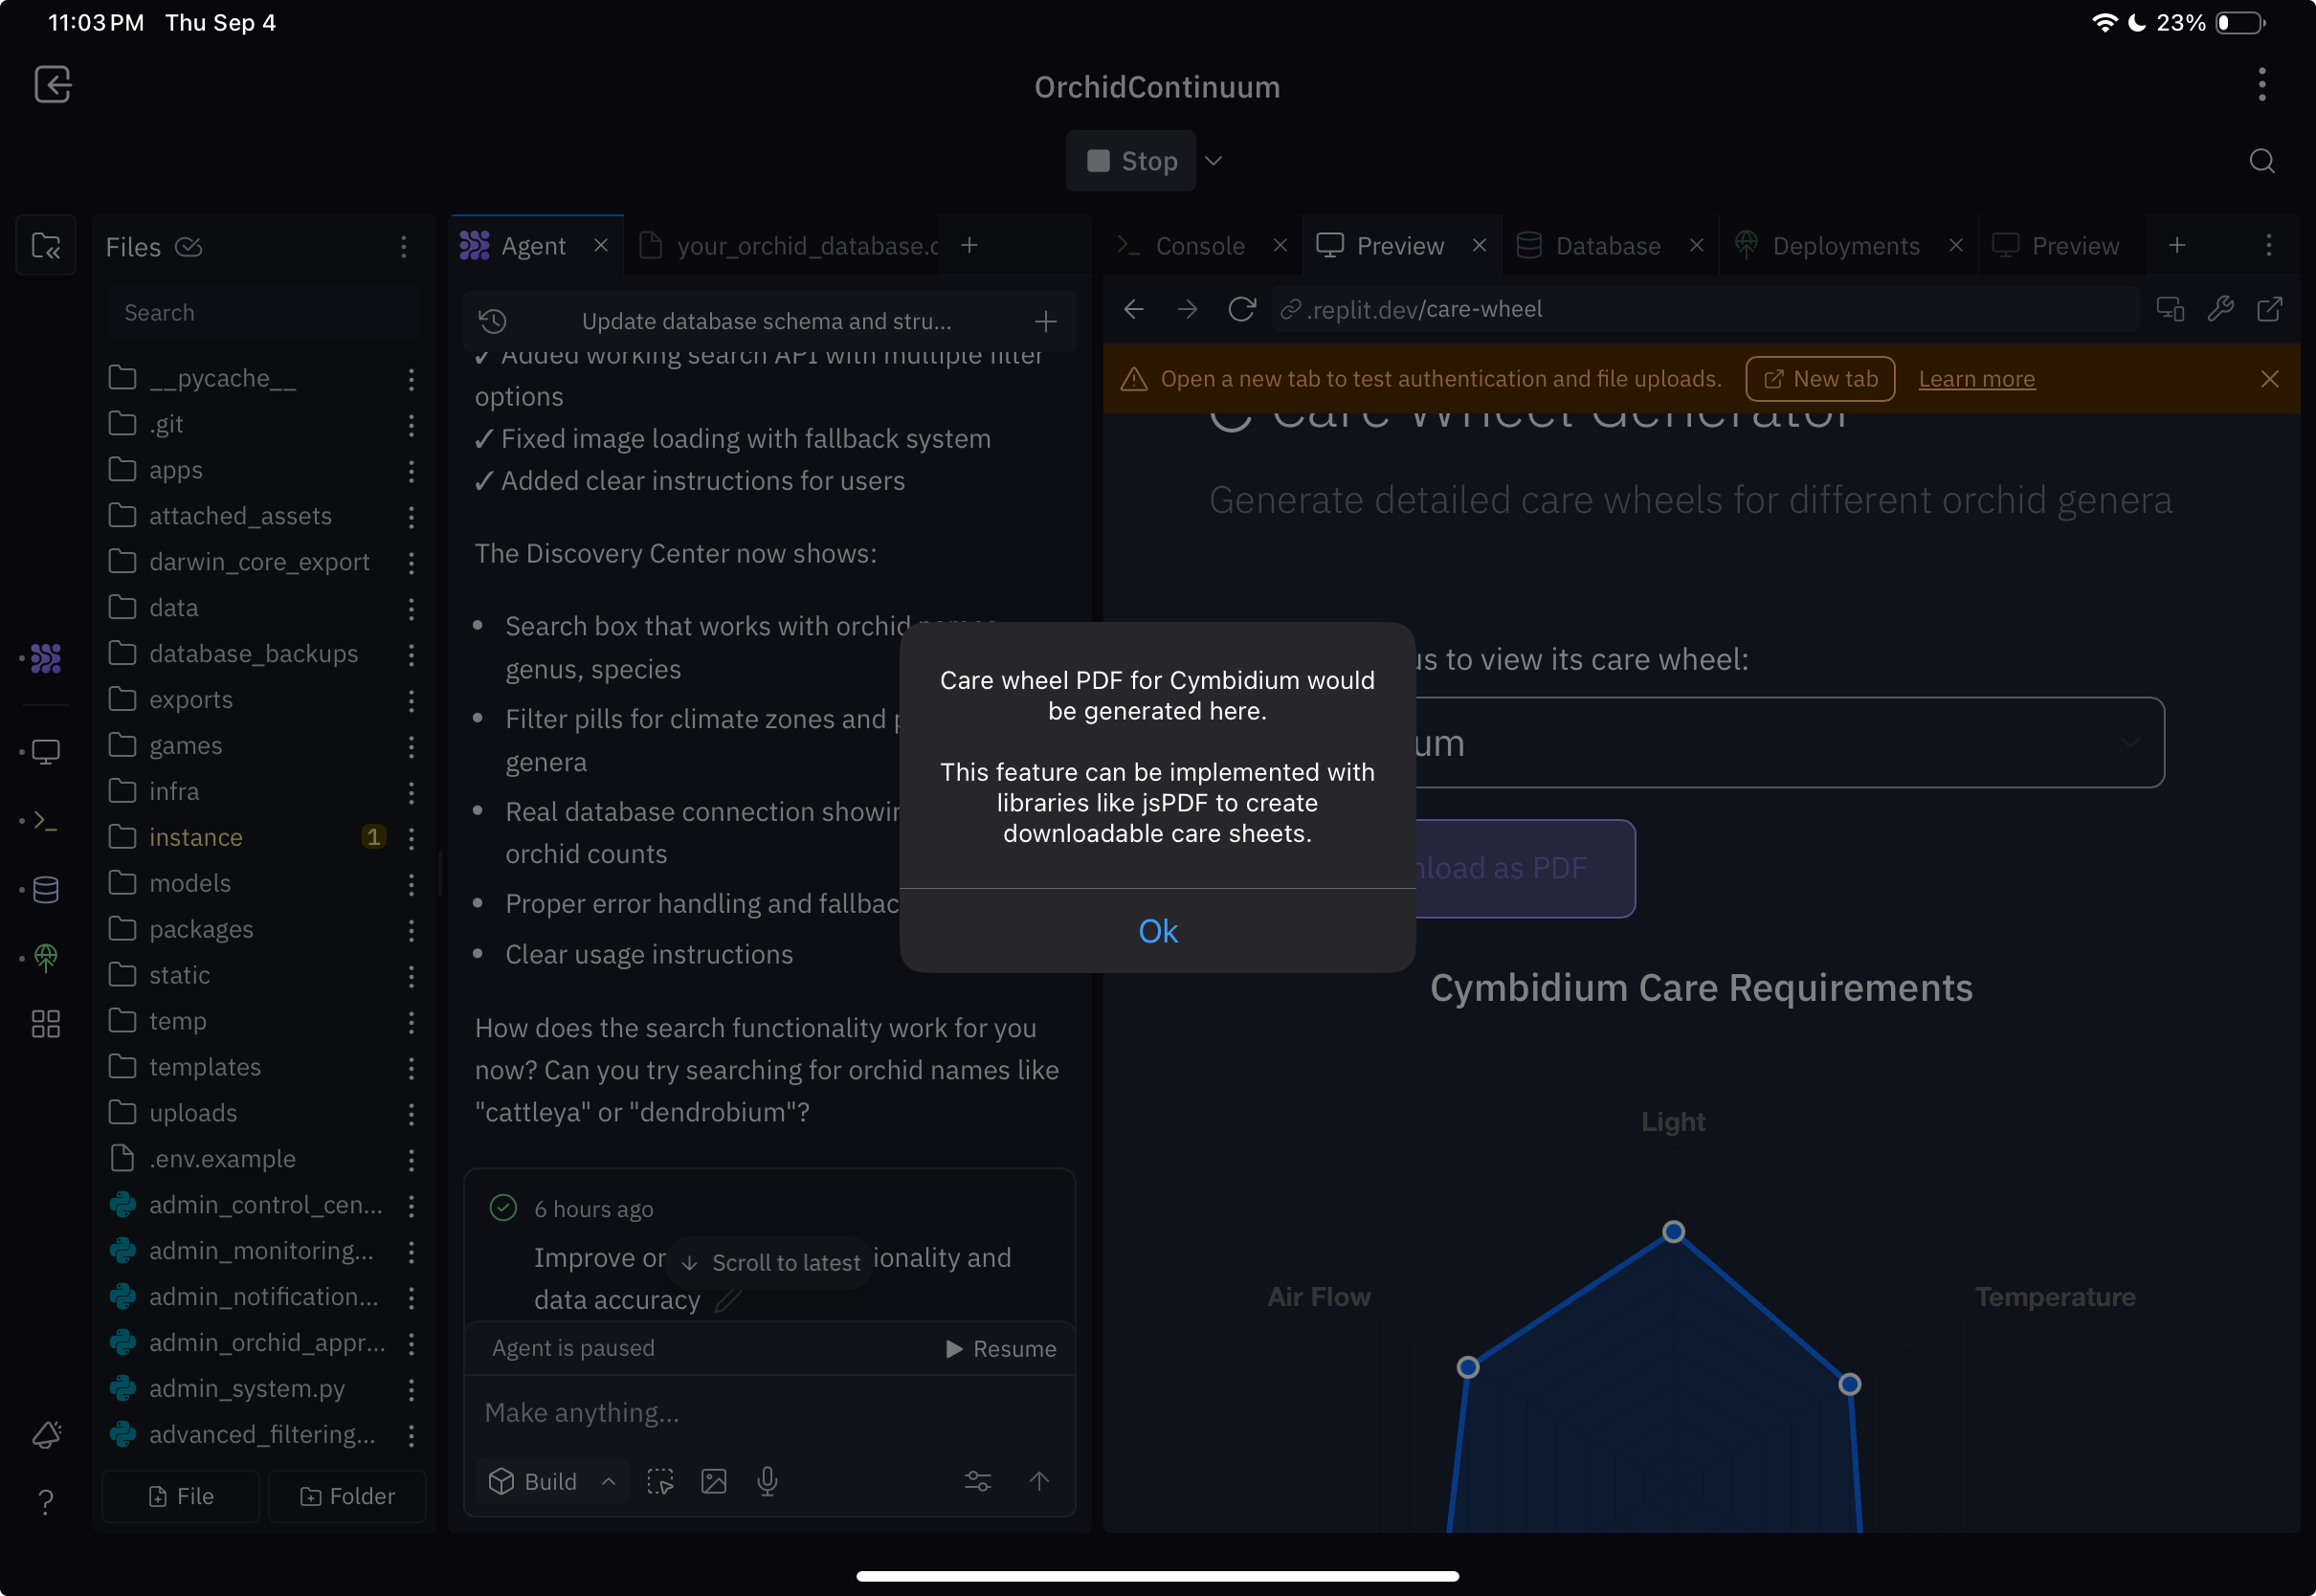 11:03 PM Thu Sep 4
23%
OrchidContinuum
Stop
Files
Search
__pycache__
.git
apps
attached_assets
darwin_core_export
data
database_backups
exports
games
infra
instance 1
models
packages
static
temp
templates
uploads
.env.example
admin_control_cen...
admin_monitoring...
admin_notification...
admin_orchid_appr...
admin_system.py
advanced_filtering...
File
Folder
Agent
your_orchid_database.c
Update database schema and stru...
✓ Added working search API with multiple filter
options
✓ Fixed image loading with fallback system
✓ Added clear instructions for users
The Discovery Center now shows:
• Search box that works with orchid names,
genus, species
• Filter pills for climate zones and p
genera
• Real database connection showin
orchid counts
• Proper error handling and fallbac
• Clear usage instructions
How does the search functionality work for you
now? Can you try searching for orchid names like
"cattleya" or "dendrobium"?
6 hours ago
Improve or
ionality and
data accuracy
Scroll to latest
Agent is paused
Resume
Make anything...
Build
Console
Preview
Database
Deployments
Preview
.replit.dev/care-wheel
Open a new tab to test authentication and file uploads.
New tab
Learn more
Care Wheel Generator
Generate detailed care wheels for different orchid genera
us to view its care wheel:
um
nload as PDF
Cymbidium Care Requirements
Light
Air Flow
Temperature
Care wheel PDF for Cymbidium would
be generated here.
This feature can be implemented with
libraries like jsPDF to create
downloadable care sheets.
Ok